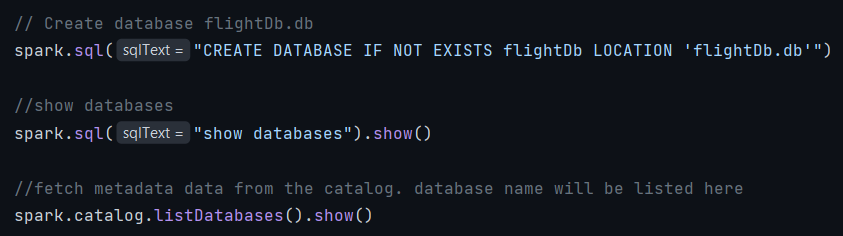 // Create database flightDb.db
spark.sql( sqlText = "CREATE DATABASE IF NOT EXISTS flightDb LOCATION 'flightDb.db'")
//show databases
spark.sql( sqlText = "show databases").show()
//fetch metadata data from the catalog. database name will be listed here
spark.catalog.listDatabases().show()